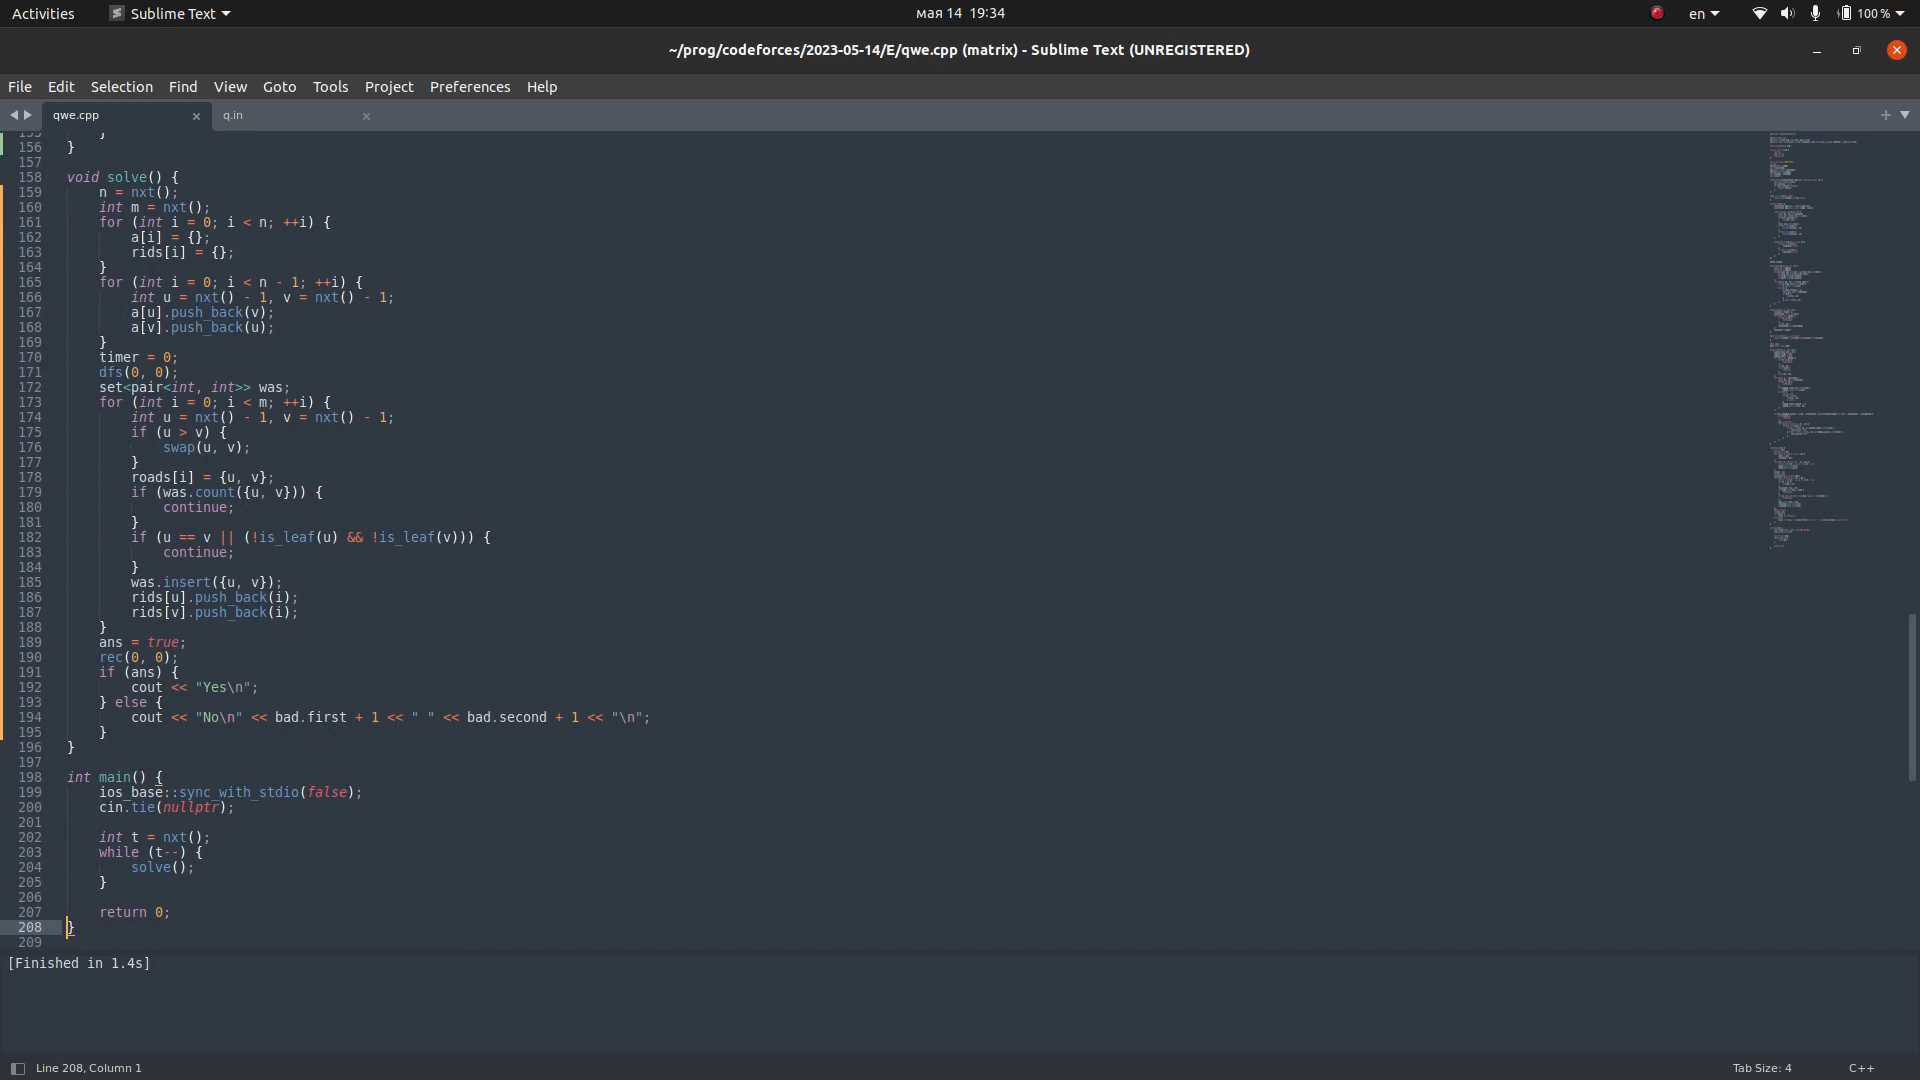 Activities Sublime Text мая 14 19:34 en 100 %
~/prog/codeforces/2023-05-14/E/qwe.cpp (matrix) - Sublime Text (UNREGISTERED)
File Edit Selection Find View Goto Tools Project Preferences Help
qwe.cpp q.in
155 }
156 }
157
158 void solve() {
159 n = nxt();
160 int m = nxt();
161 for (int i = 0; i < n; ++i) {
162 a[i] = {};
163 rids[i] = {};
164 }
165 for (int i = 0; i < n - 1; ++i) {
166 int u = nxt() - 1, v = nxt() - 1;
167 a[u].push_back(v);
168 a[v].push_back(u);
169 }
170 timer = 0;
171 dfs(0, 0);
172 set<pair<int, int>> was;
173 for (int i = 0; i < m; ++i) {
174 int u = nxt() - 1, v = nxt() - 1;
175 if (u > v) {
176 swap(u, v);
177 }
178 roads[i] = {u, v};
179 if (was.count({u, v})) {
180 continue;
181 }
182 if (u == v || (!is_leaf(u) && !is_leaf(v))) {
183 continue;
184 }
185 was.insert({u, v});
186 rids[u].push_back(i);
187 rids[v].push_back(i);
188 }
189 ans = true;
190 rec(0, 0);
191 if (ans) {
192 cout << "Yes\n";
193 } else {
194 cout << "No\n" << bad.first + 1 << " " << bad.second + 1 << "\n";
195 }
196 }
197
198 int main() {
199 ios_base::sync_with_stdio(false);
200 cin.tie(nullptr);
201
202 int t = nxt();
203 while (t--) {
204 solve();
205 }
206
207 return 0;
208 }
209
[Finished in 1.4s]
Line 208, Column 1 Tab Size: 4 C++